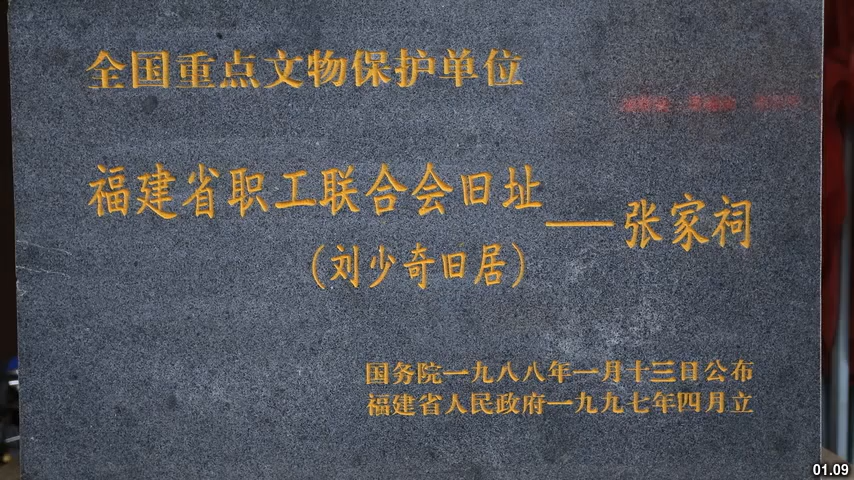 全国重点文物保护单位
福建省职工联合会旧址——张家祠
（刘少奇旧居）
国务院一九八八年一月十三日公布
福建省人民政府一九九七年四月立
01.09